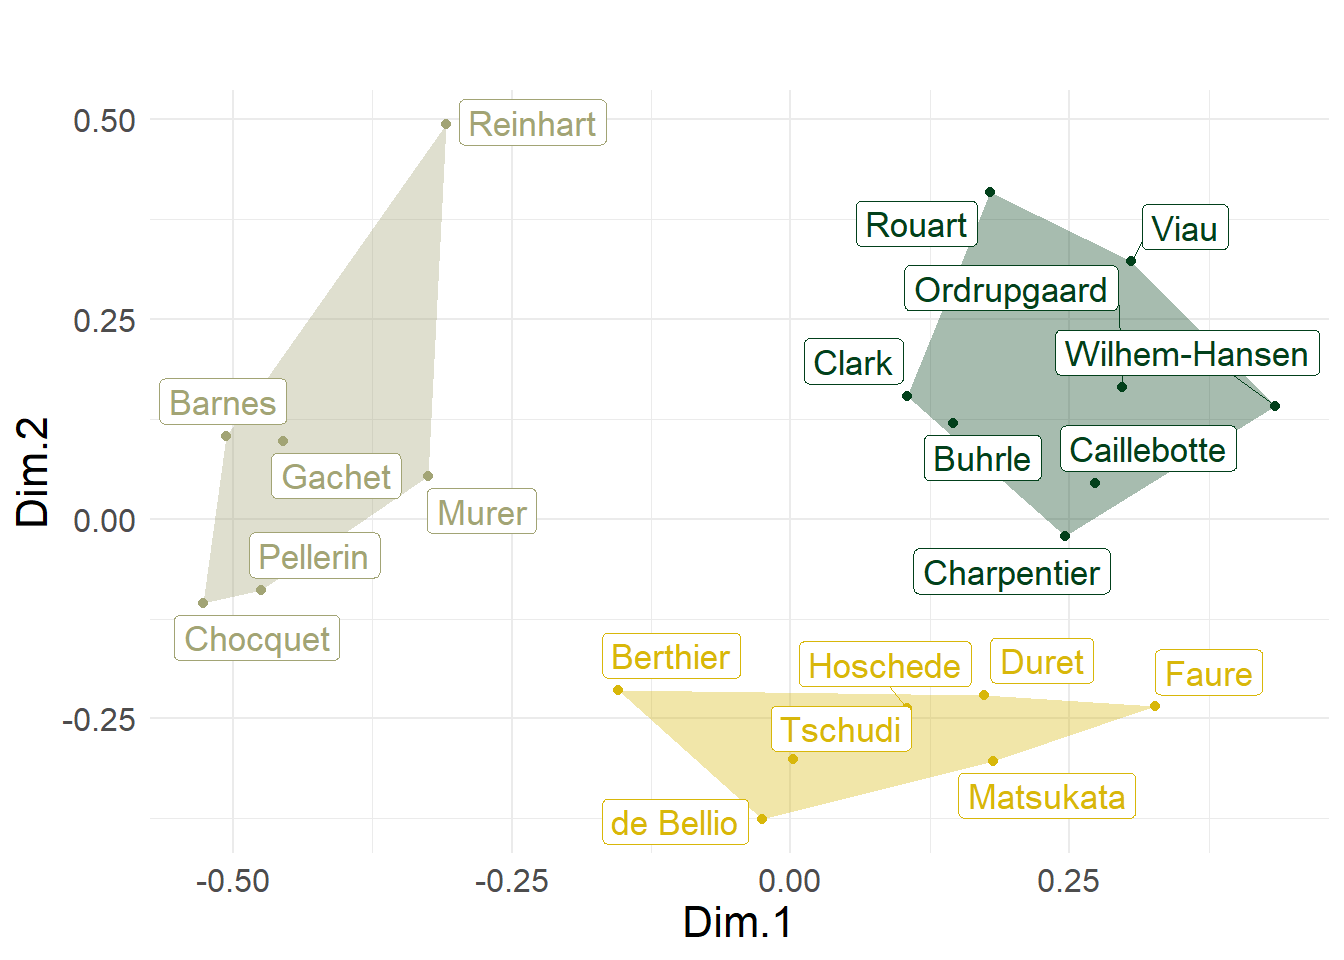 0.50
Reinhart
Rouart
Viau
Ordrupgaard
0.25
Clark
Wilhem-Hansen
Barnes
Buhrle
Caillebotte
Gachet
Murer
0.00
Pellerin
Charpentier
Chocquet
Berthier
Hoschede
Duret
Faure
-0.25
Tschudi
Matsukata
de Bellio
-0.50
-0.25
0.00
0.25
Dim.1
Dim.2